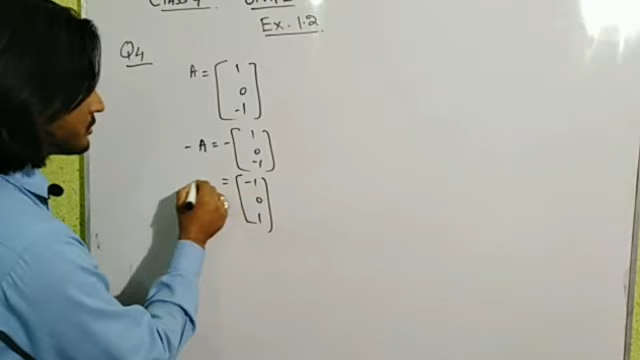 Ex. 1.2
Q4
A = [ 1
0
-1 ]
- A = - [ 1
0
-1 ]
= [ -1
0
1 ]